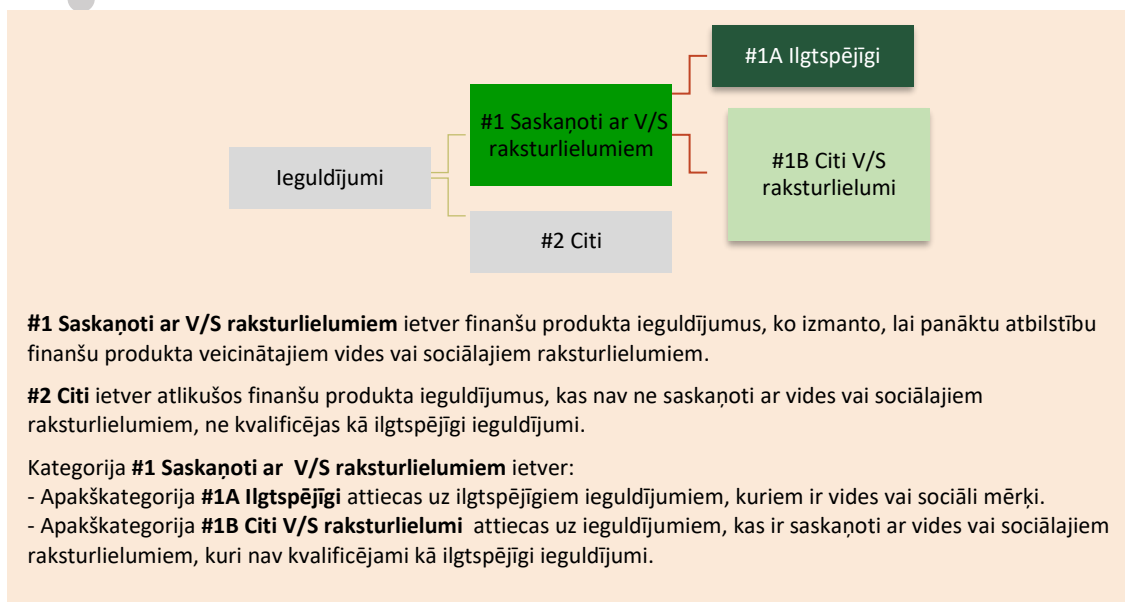 #1A Ilgtspējīgi
#1 Saskaņoti ar V/S
raksturlielumiem
#1B Citi V/S
raksturlielumi
Ieguldījumi
#2 Citi
#1 Saskaņoti ar V/S raksturlielumiem ietver finanšu produkta ieguldījumus, ko izmanto, lai panāktu atbilstību
finanšu produkta veicinātajiem vides vai sociālajiem raksturlielumiem.
#2 Citi ietver atlikušos finanšu produkta ieguldījumus, kas nav ne saskaņoti ar vides vai sociālajiem
raksturlielumiem, ne kvalificējas kā ilgtspējīgi ieguldījumi.
Kategorija #1 Saskaņoti ar  V/S raksturlielumiem ietver:
- Apakškategorija #1A Ilgtspējīgi attiecas uz ilgtspējīgiem ieguldījumiem, kuriem ir vides vai sociāli mērķi.
- Apakškategorija #1B Citi V/S raksturlielumi  attiecas uz ieguldījumiem, kas ir saskaņoti ar vides vai sociālajiem
raksturlielumiem, kuri nav kvalificējami kā ilgtspējīgi ieguldījumi.